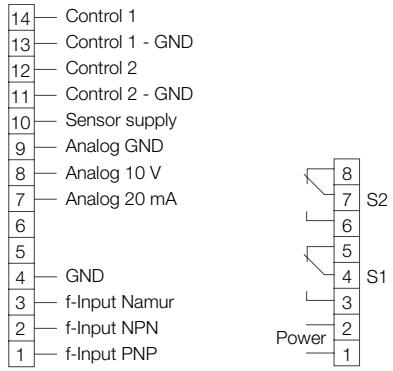 14 Control 1
13 Control 1 - GND
12 Control 2
11 Control 2 - GND
10 Sensor supply
9 Analog GND
8 Analog 10 V
7 Analog 20 mA
6
5
4 GND
3 f-Input Namur
2 f-Input NPN
1 f-Input PNP
8
7 S2
6
5
4 S1
3
2
Power
1